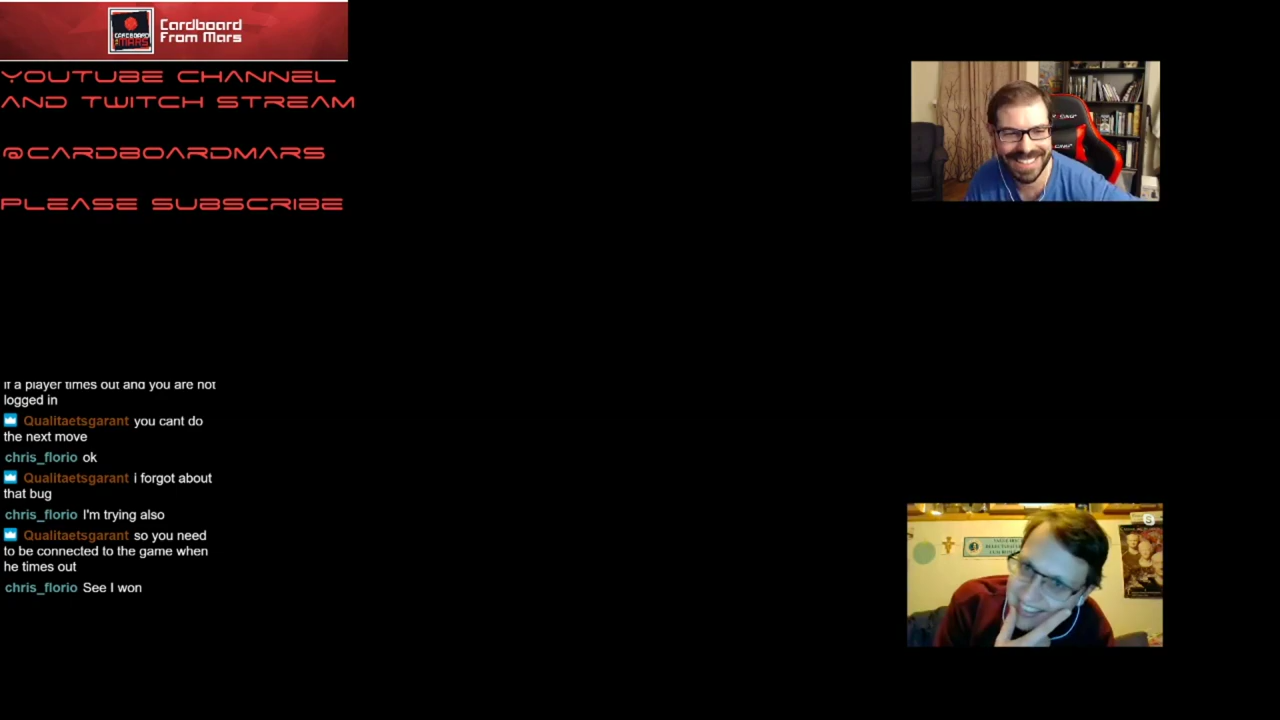 Cardboard
From Mars
YOUTUBE CHANNEL
AND TWITCH STREAM
@CARDBOARDMARS
PLEASE SUBSCRIBE
if a player times out and you are not
logged in
Qualitaetsgarant you cant do
the next move
chris_florio ok
Qualitaetsgarant i forgot about
that bug
chris_florio I'm trying also
Qualitaetsgarant so you need
to be connected to the game when
he times out
chris_florio See I won